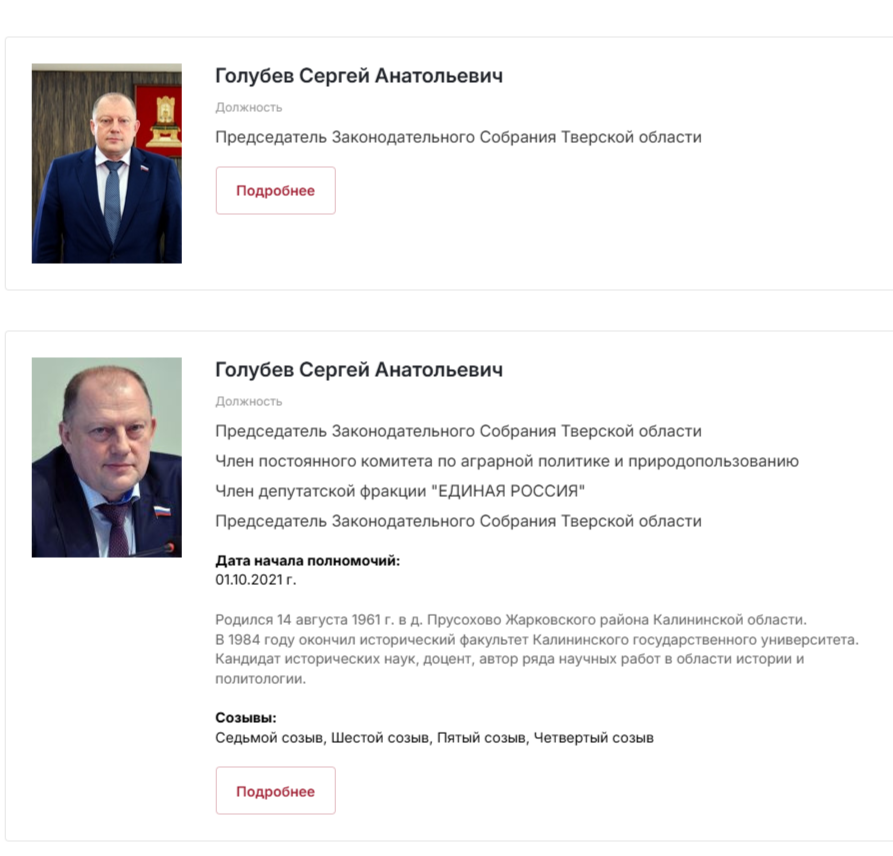 Голубев Сергей Анатольевич
Должность
Председатель Законодательного Собрания Тверской области
Подробнее
Голубев Сергей Анатольевич
Должность
Председатель Законодательного Собрания Тверской области
Член постоянного комитета по аграрной политике и природопользованию
Член депутатской фракции "ЕДИНАЯ РОССИЯ"
Председатель Законодательного Собрания Тверской области
Дата начала полномочий:
01.10.2021 г.
Родился 14 августа 1961 г. в д. Прусохово Жарковского района Калининской области.
В 1984 году окончил исторический факультет Калининского государственного университета.
Кандидат исторических наук, доцент, автор ряда научных работ в области истории и
политологии.
Созывы:
Седьмой созыв, Шестой созыв, Пятый созыв, Четвертый созыв
Подробнее